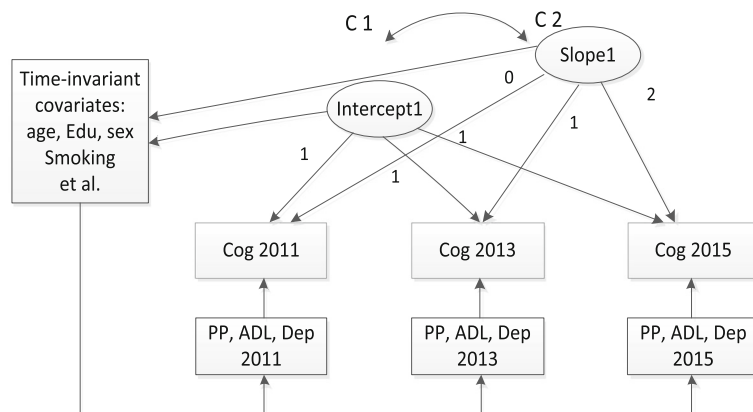 C 1
C 2
Slope1
Time-invariant
covariates:
age, Edu, sex
Smoking
et al.
Intercept1
0
2
1
1
1
1
Cog 2011
Cog 2013
Cog 2015
PP, ADL, Dep
2011
PP, ADL, Dep
2013
PP, ADL, Dep
2015